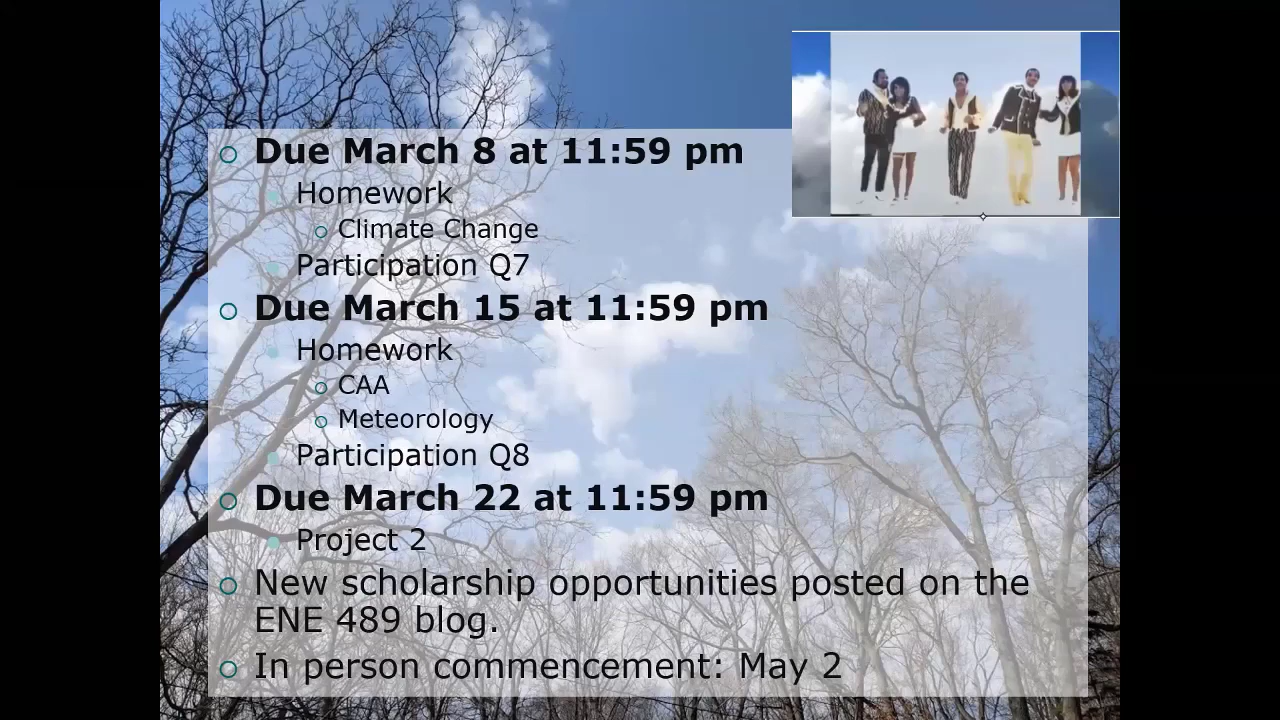 Due March 8 at 11:59 pm
Homework
Climate Change
Participation Q7
Due March 15 at 11:59 pm
Homework
CAA
Meteorology
Participation Q8
Due March 22 at 11:59 pm
Project 2
New scholarship opportunities posted on the
ENE 489 blog.
In person commencement: May 2